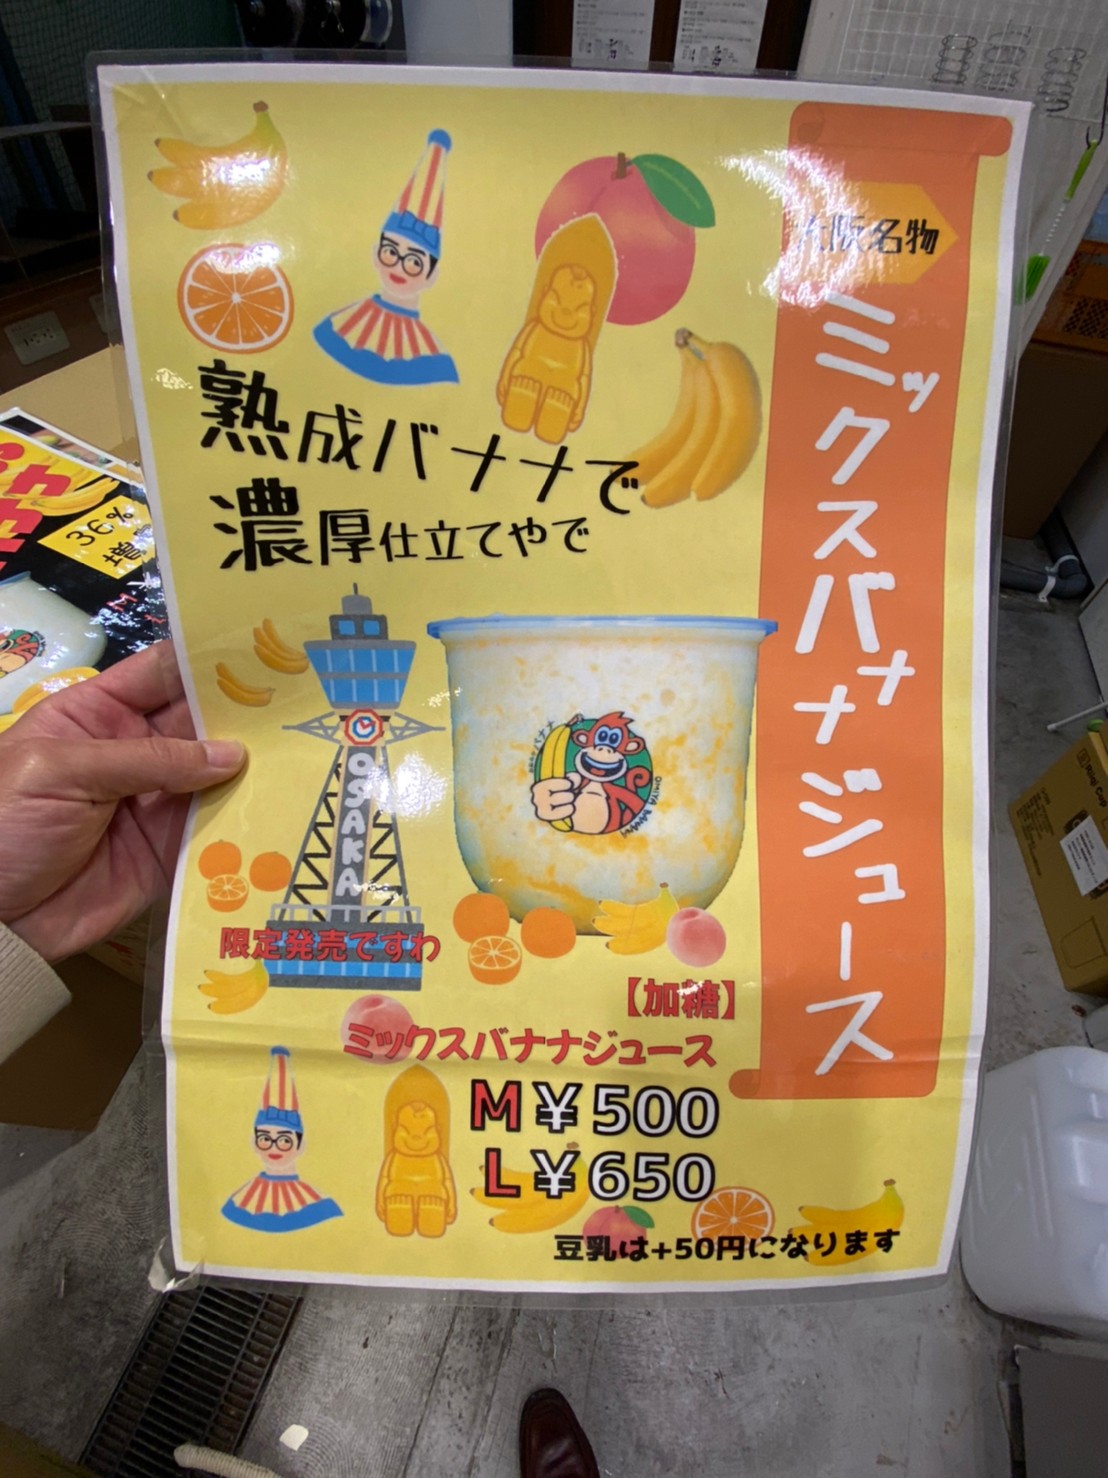 大阪名物
ミックスバナナジュース
熟成バナナで
濃厚仕立てやで
OSAKA
限定発売ですわ
【加糖】
ミックスバナナジュース
M ¥500
L ¥650
豆乳は+50円になります
36%
増
M